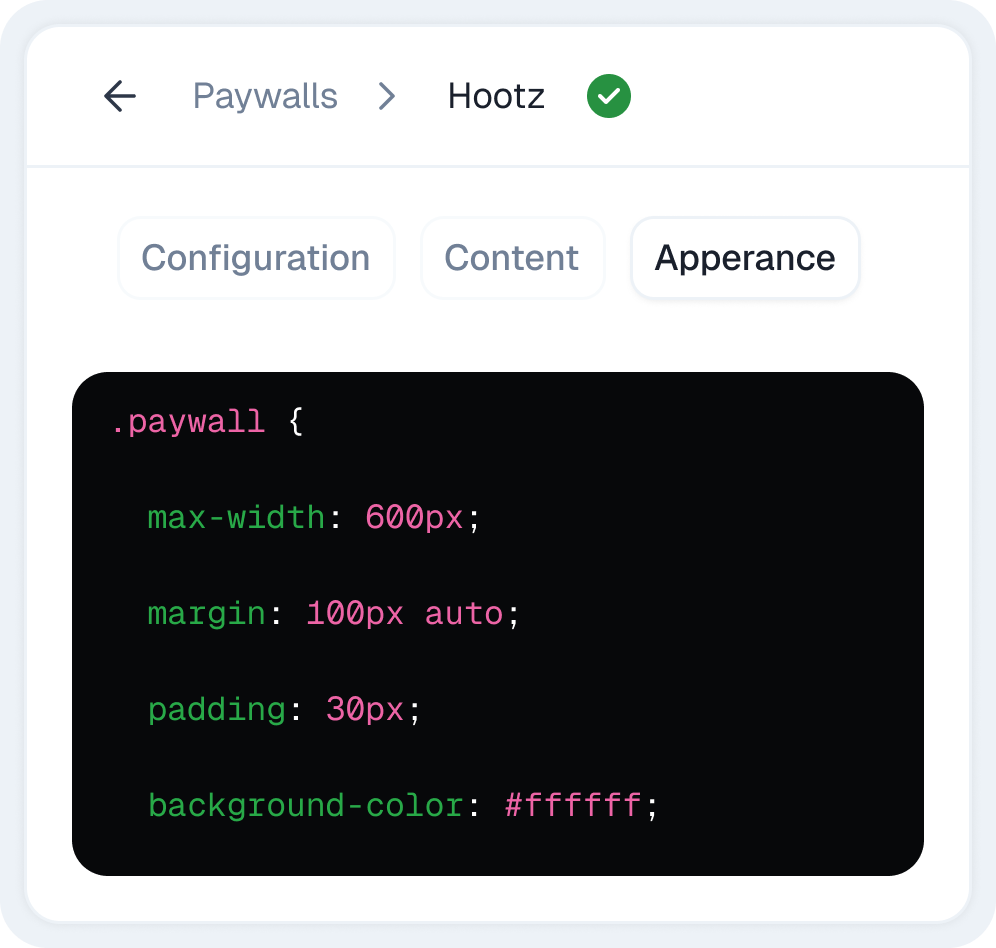 Paywalls > Hootz
Configuration Content Apperance
.paywall {
max-width: 600px;
margin: 100px auto;
padding: 30px;
background-color: #ffffff;